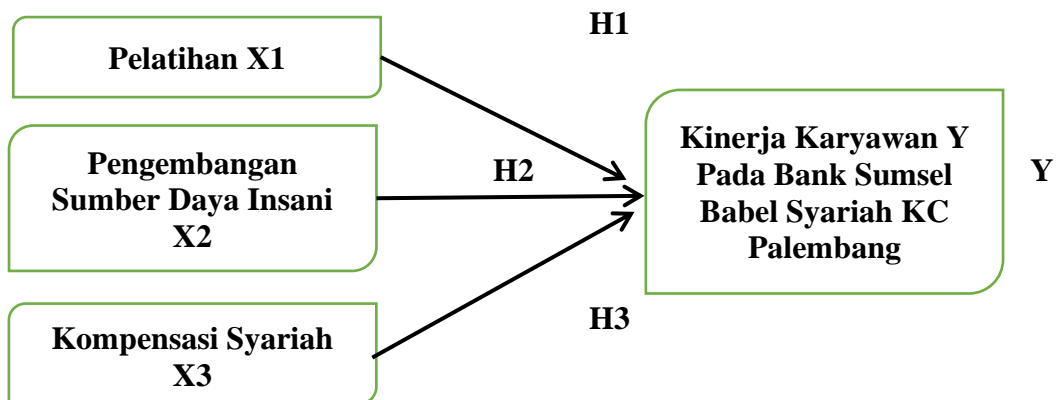 H1
Pelatihan X1
Pengembangan
Sumber Daya Insani
X2
H2
Kinerja Karyawan Y
Pada Bank Sumsel
Babel Syariah KC
Palembang
Y
H3
Kompensasi Syariah
X3